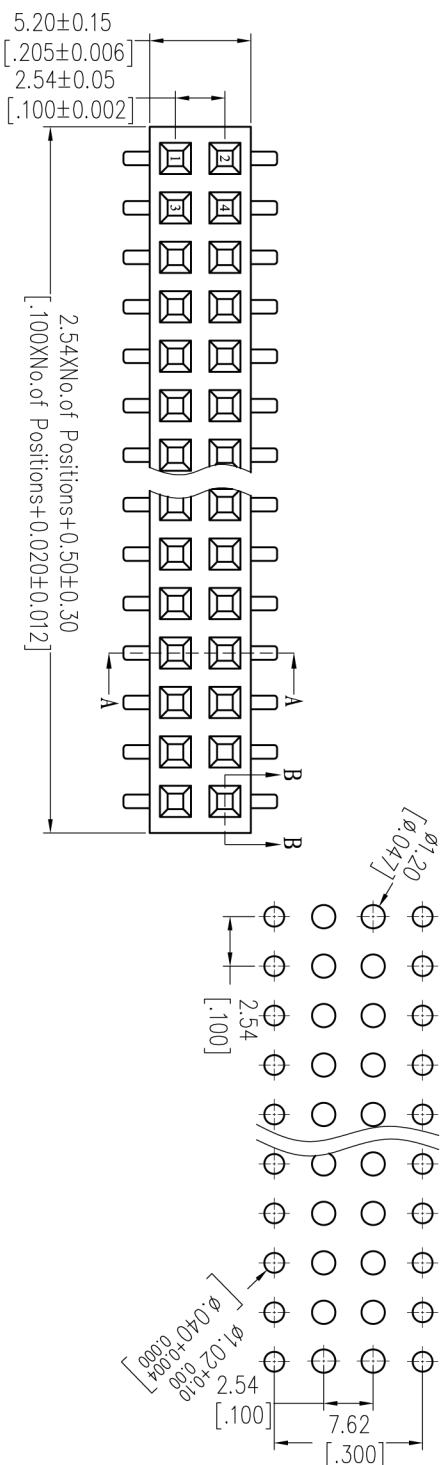 5.20±0.15
[.205±0.006]
2.54±0.05
[.100±0.002]
1
2
3
4
2.54XNo.of Positions+0.50±0.30
[.100XNo.of Positions+0.020±0.012]
A
A
B
B
ø1.20
[ø.047]
2.54
[.100]
ø1.02+0.10
0.00
[ø.040+0.004
0.000]
2.54
[.100]
7.62
[.300]